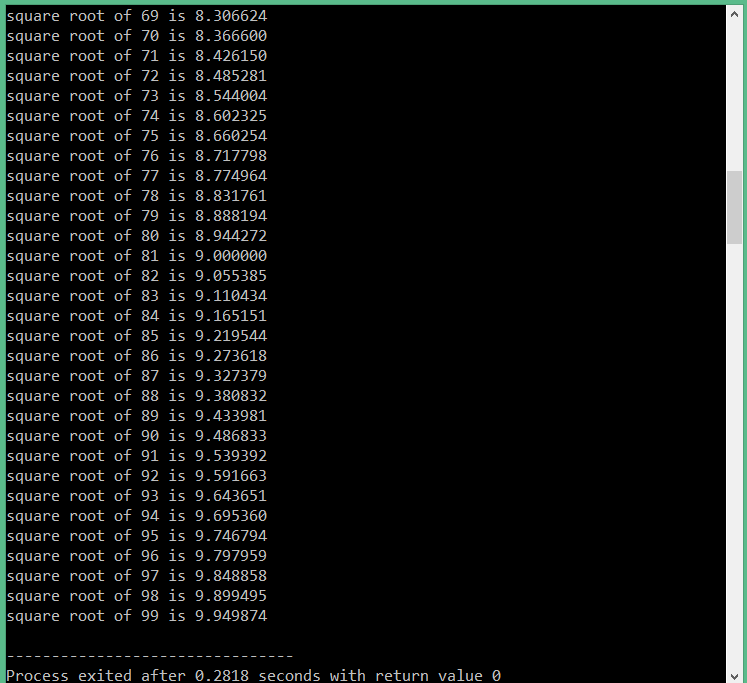 square root of 69 is 8.306624
square root of 70 is 8.366600
square root of 71 is 8.426150
square root of 72 is 8.485281
square root of 73 is 8.544004
square root of 74 is 8.602325
square root of 75 is 8.660254
square root of 76 is 8.717798
square root of 77 is 8.774964
square root of 78 is 8.831761
square root of 79 is 8.888194
square root of 80 is 8.944272
square root of 81 is 9.000000
square root of 82 is 9.055385
square root of 83 is 9.110434
square root of 84 is 9.165151
square root of 85 is 9.219544
square root of 86 is 9.273618
square root of 87 is 9.327379
square root of 88 is 9.380832
square root of 89 is 9.433981
square root of 90 is 9.486833
square root of 91 is 9.539392
square root of 92 is 9.591663
square root of 93 is 9.643651
square root of 94 is 9.695360
square root of 95 is 9.746794
square root of 96 is 9.797959
square root of 97 is 9.848858
square root of 98 is 9.899495
square root of 99 is 9.949874
--------------------------------
Process exited after 0.2818 seconds with return value 0